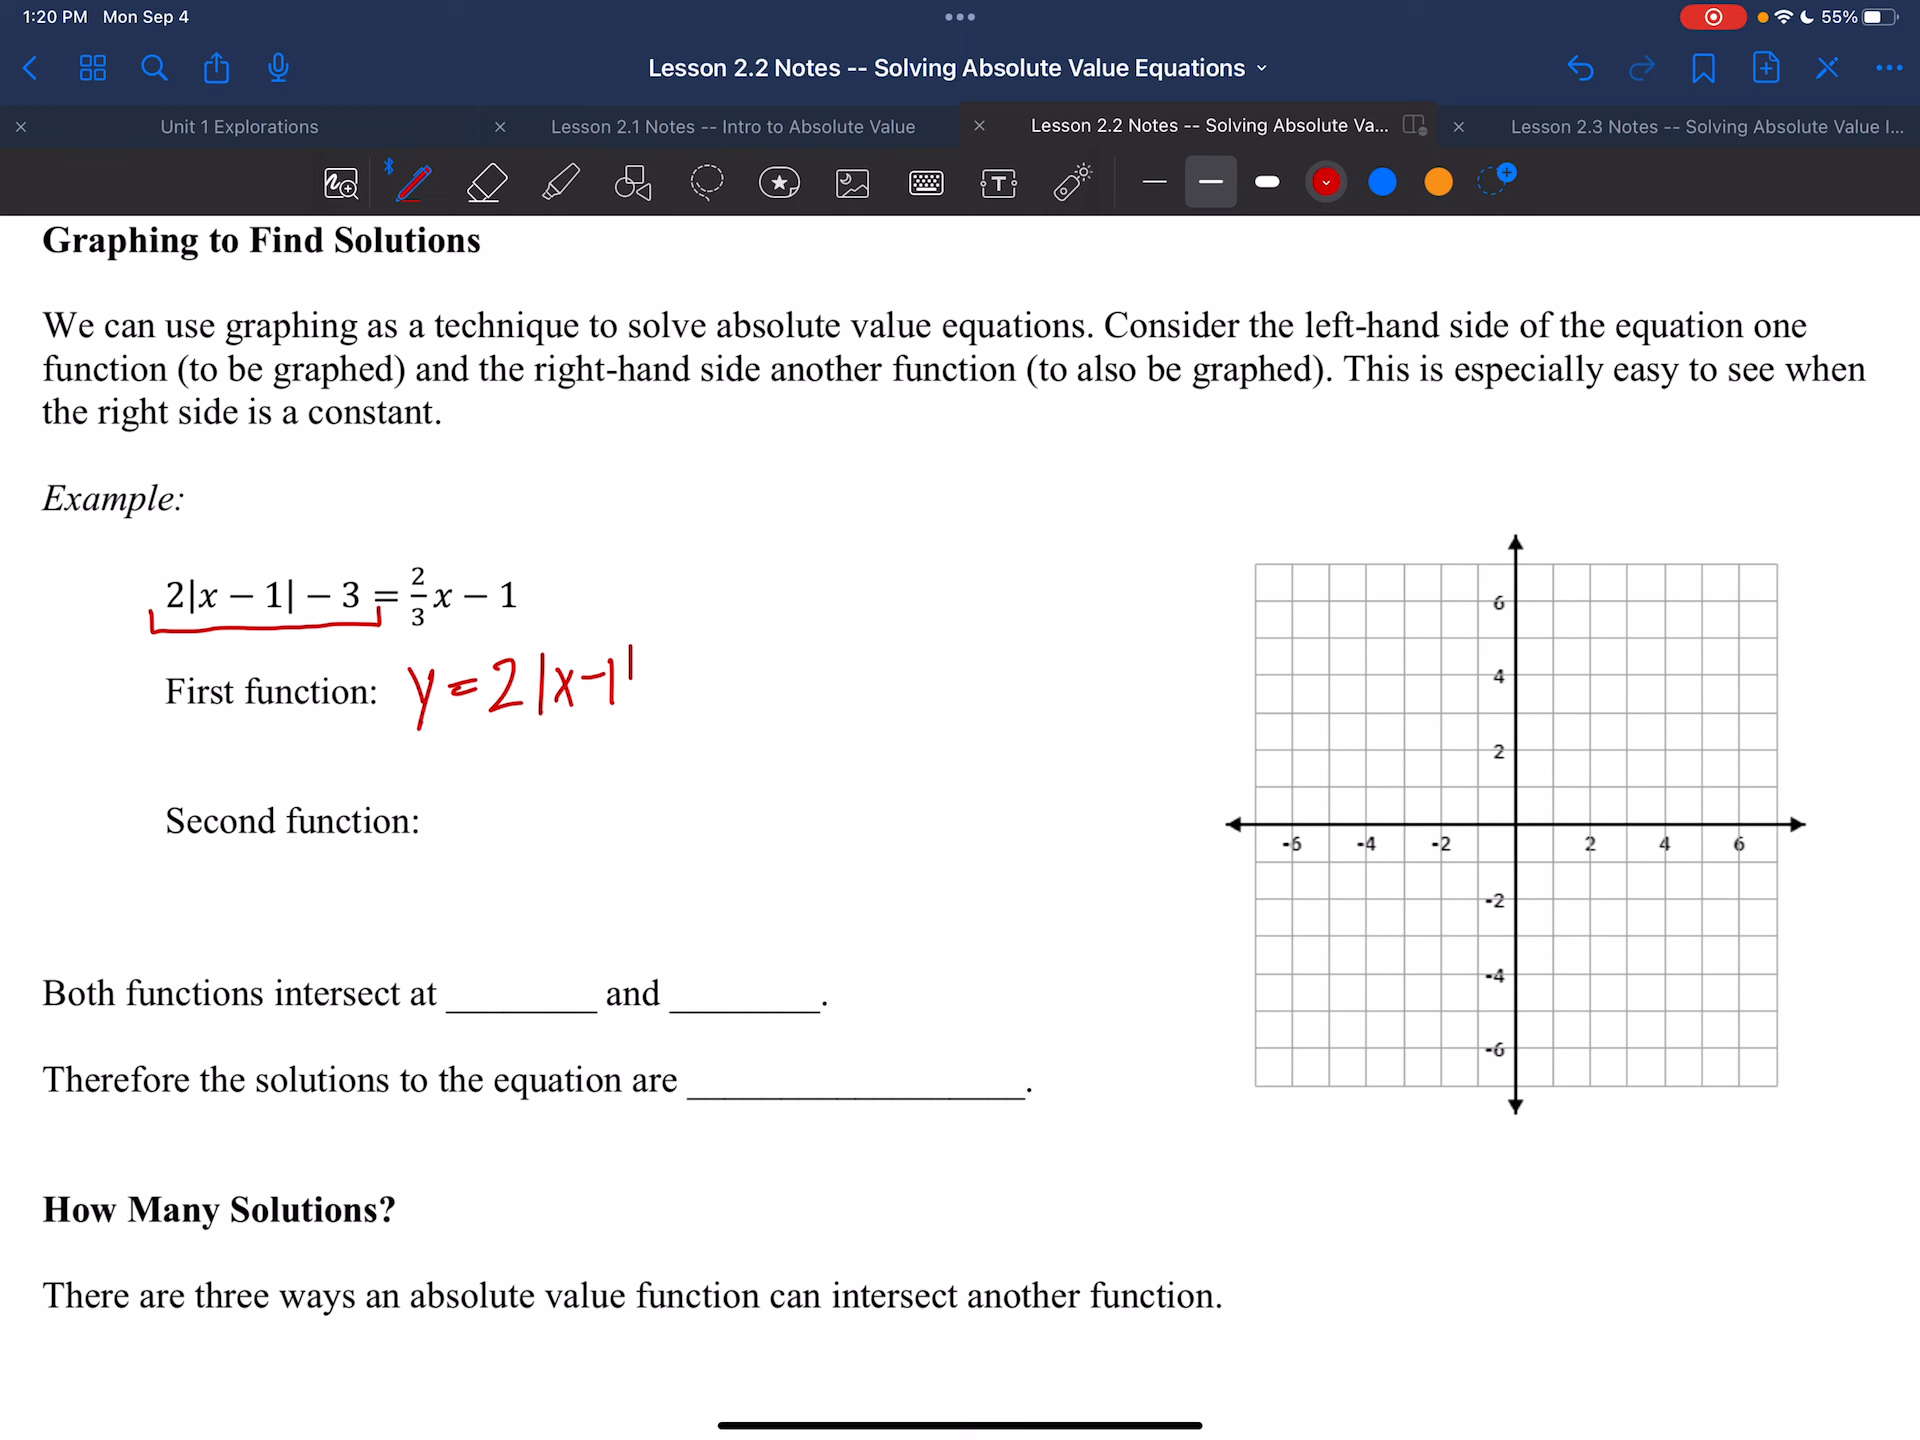 1:20 PM Mon Sep 4
55%
Lesson 2.2 Notes -- Solving Absolute Value Equations
Unit 1 Explorations
Lesson 2.1 Notes -- Intro to Absolute Value
Lesson 2.2 Notes -- Solving Absolute Va...
Lesson 2.3 Notes -- Solving Absolute Value I...
T
Graphing to Find Solutions
We can use graphing as a technique to solve absolute value equations. Consider the left-hand side of the equation one
function (to be graphed) and the right-hand side another function (to also be graphed). This is especially easy to see when
the right side is a constant.
Example:
2|x − 1| − 3 = 2/3 x − 1
First function: y = 2|x-1|
Second function:
Both functions intersect at ________ and ________.
Therefore the solutions to the equation are __________________.
6
4
2
-6 -4 -2 2 4 6
-2
-4
-6
How Many Solutions?
There are three ways an absolute value function can intersect another function.